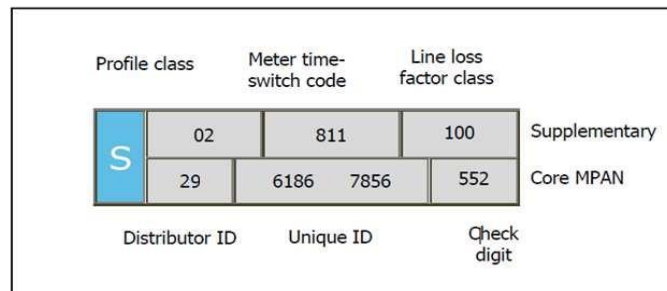 Profile class
Meter time-
switch code
Line loss
factor class
S
02 811 100 Supplementary
29 6186 7856 552 Core MPAN
Distributor ID Unique ID Check
digit